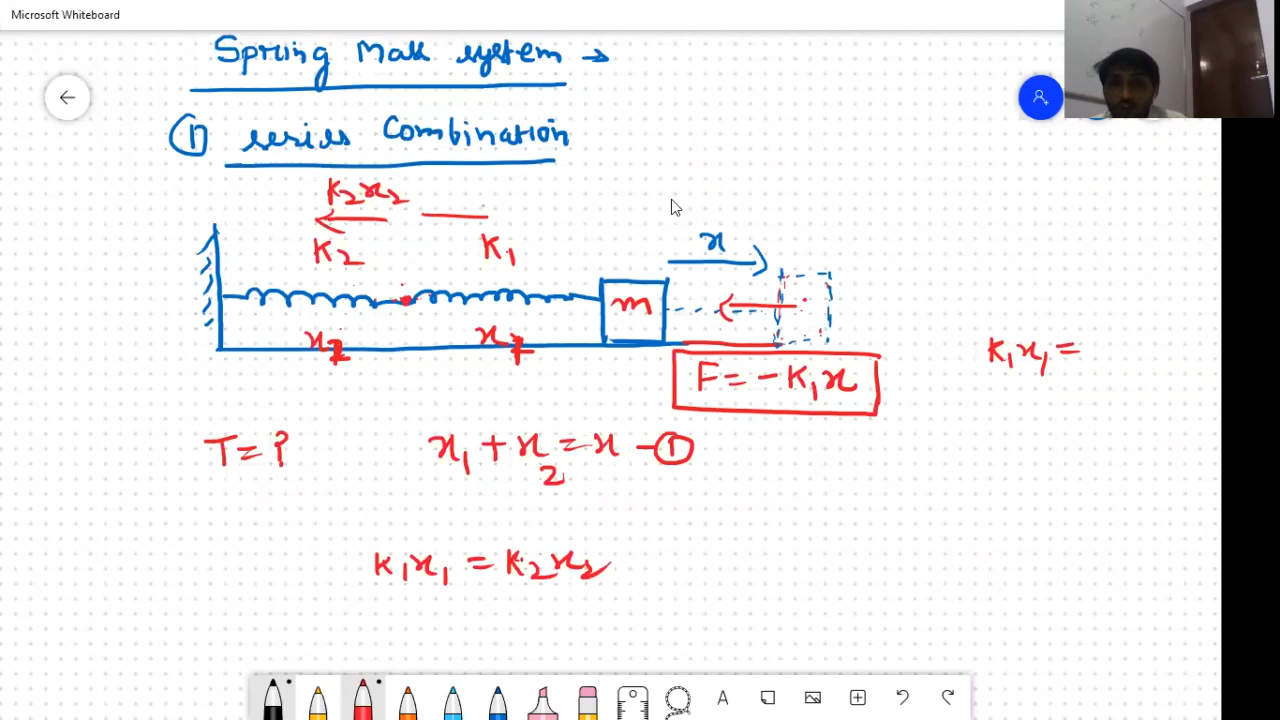 Microsoft Whiteboard
Spring Mass system →
① series Combination
K₂x₂
K₂ K₁
x
m
x₂
F = - K₁x
K₁x₁ =
T = ?
x₁ + x₂ = x - ①
K₁x₁ = K₂x₂
A